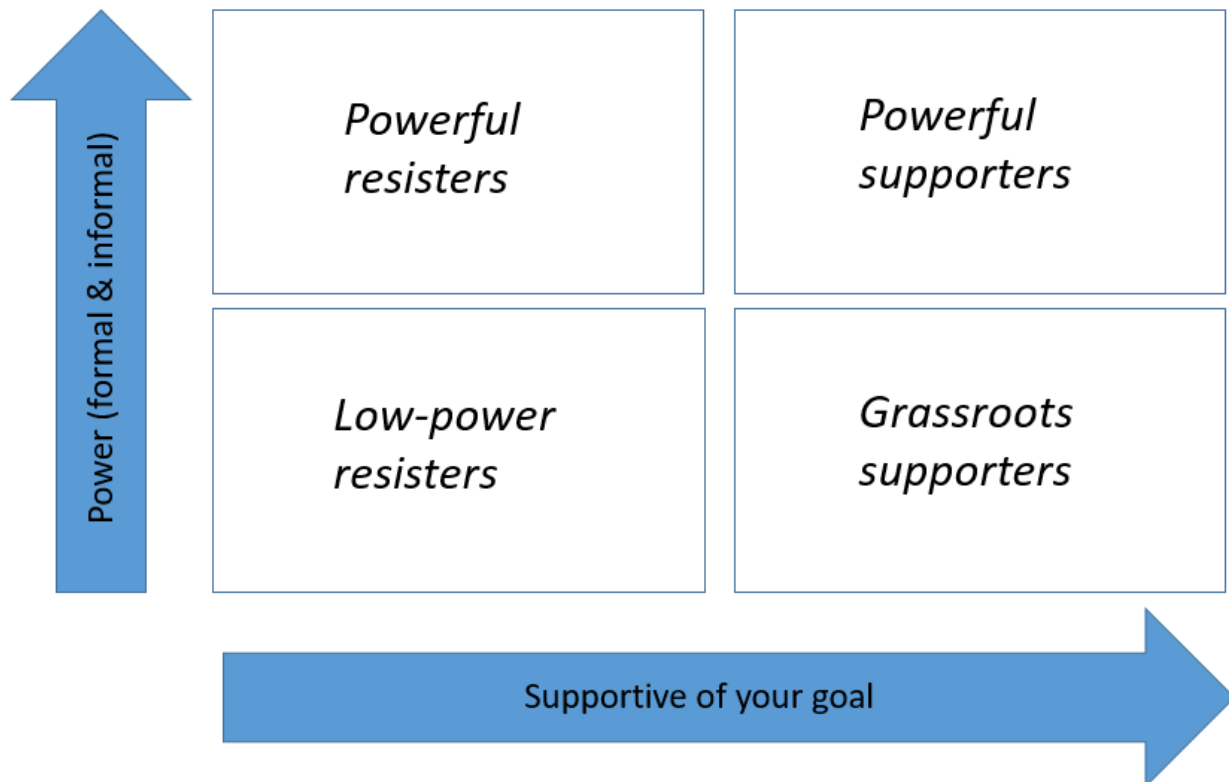 Power (formal & informal)
Powerful
resisters
Powerful
supporters
Low-power
resisters
Grassroots
supporters
Supportive of your goal